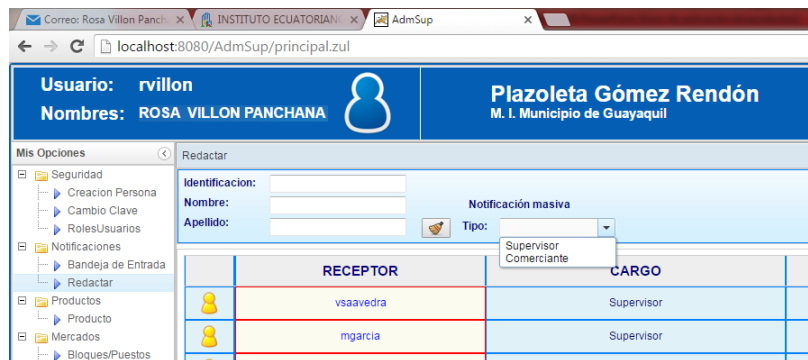 Correo: Rosa Villon Panch
INSTITUTO ECUATORIANO
AdmSup
localhost:8080/AdmSup/principal.zul
Usuario: rvillon
Nombres: ROSA VILLON PANCHANA
Plazoleta Gómez Rendón
M. I. Municipio de Guayaquil
Mis Opciones
Seguridad
Creacion Persona
Cambio Clave
RolesUsuarios
Notificaciones
Bandeja de Entrada
Redactar
Productos
Producto
Mercados
Bloques/Puestos
Redactar
Identificacion:
Nombre:
Apellido:
Notificación masiva
Tipo:
Supervisor
Comerciante
RECEPTOR CARGO
vsaavedra Supervisor
mgarcia Supervisor